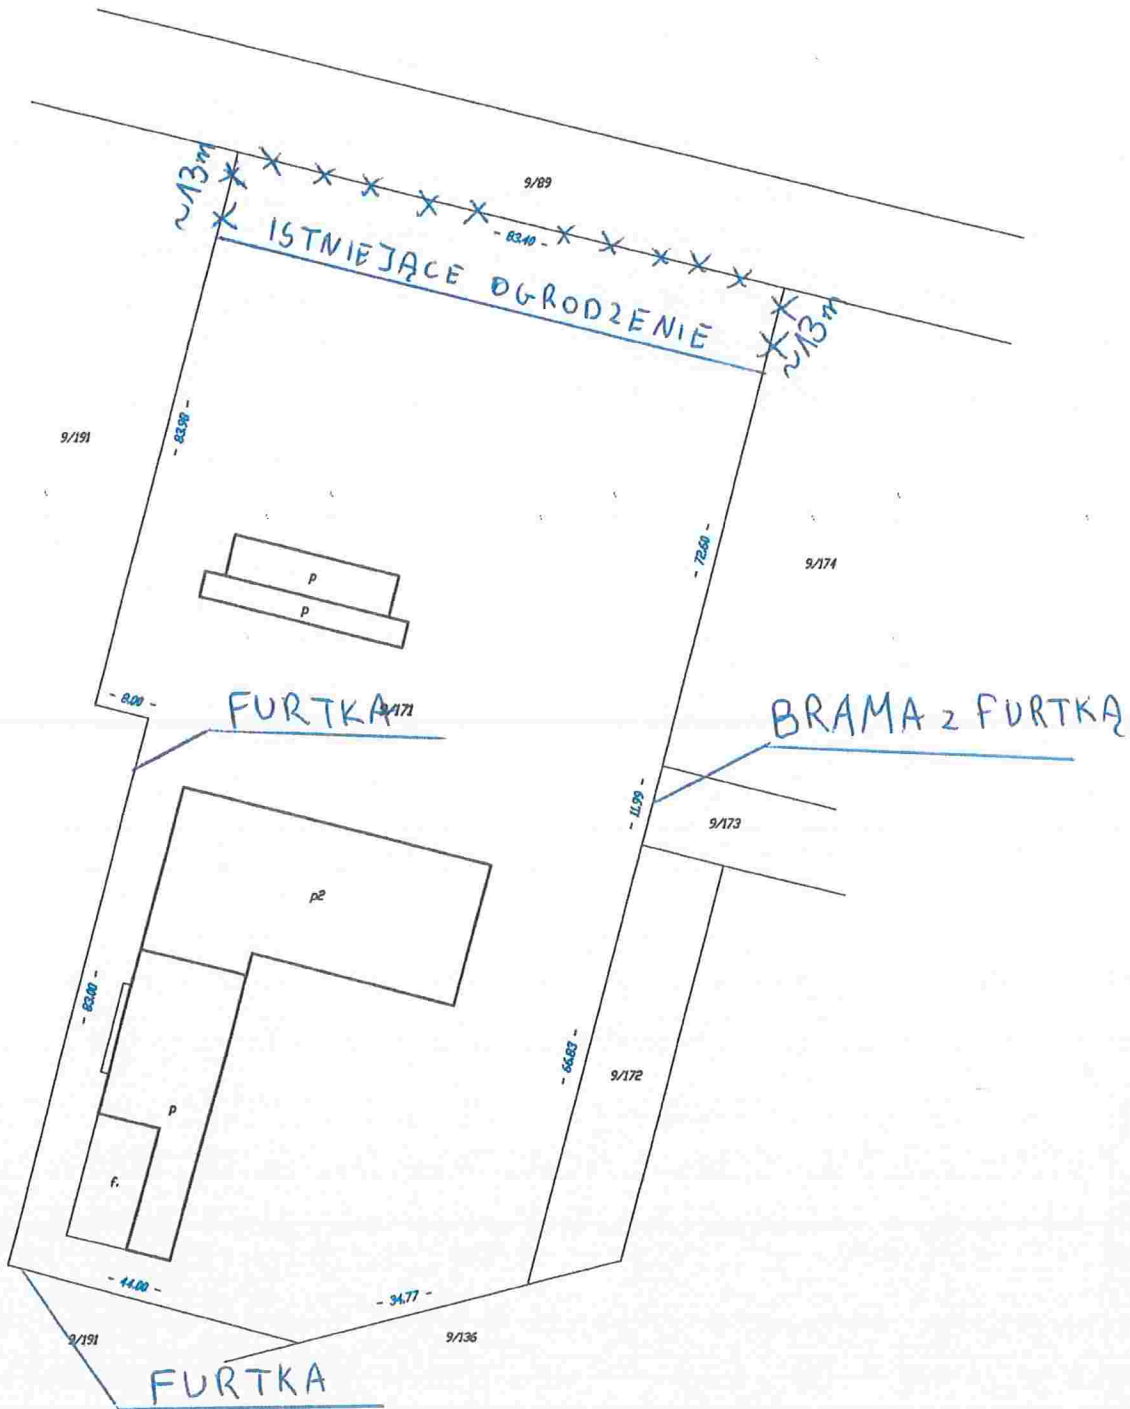 9/89
~13m
- 83.10 -
ISTNIEJĄCE OGRODZENIE
~13m
- 83.98 -
9/191
- 72.60 -
9/174
p
p
- 8.00 -
FURTKA
9/171
BRAMA z FURTKĄ
- 11.99 -
9/173
p2
- 83.00 -
- 66.83 -
9/172
p
f.
- 44.00 -
- 34.77 -
9/191
9/136
FURTKA